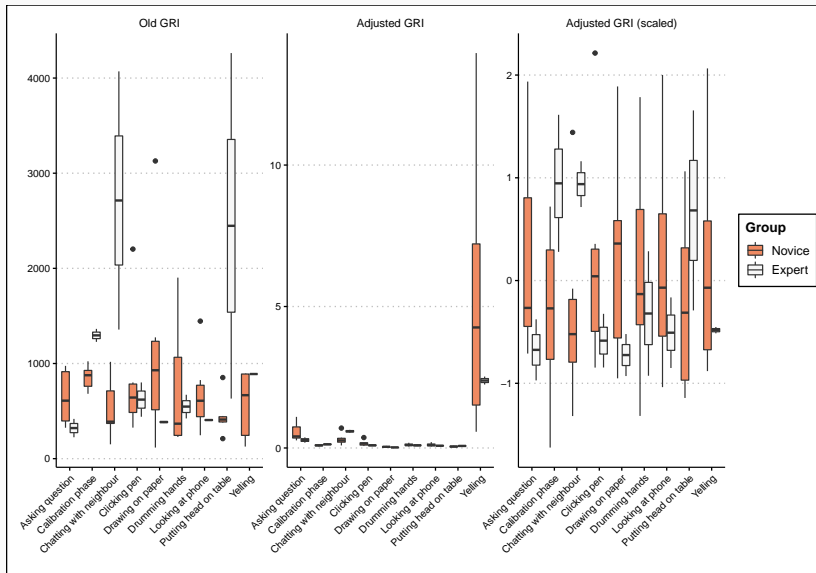 Old GRI
Adjusted GRI
Adjusted GRI (scaled)
4000
3000
2000
1000
0
10
5
0
2
1
-0
−1
Asking question
Calibration phase
Chatting with neighbour
Clicking pen
Drawing on paper
Drumming hands
Looking at phone
Putting head on table
Yelling
Asking question
Calibration phase
Chatting with neighbour
Clicking pen
Drawing on paper
Drumming hands
Looking at phone
Putting head on table
Yelling
Asking question
Calibration phase
Chatting with neighbour
Clicking pen
Drawing on paper
Drumming hands
Looking at phone
Putting head on table
Yelling
Group
Novice
Expert